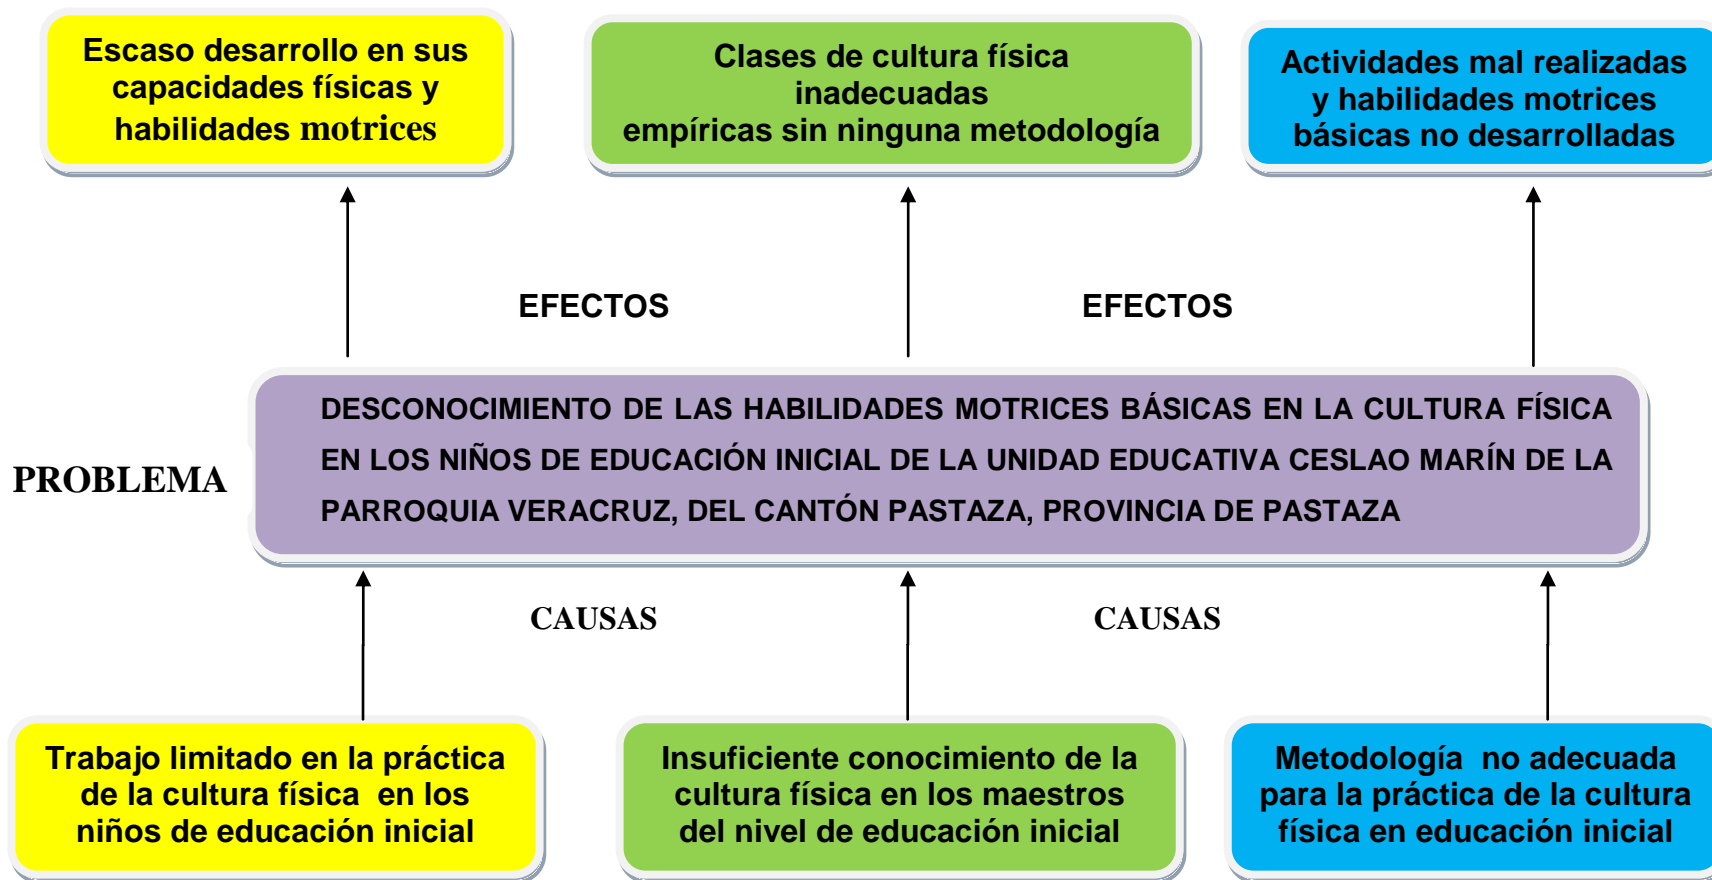 Escaso desarrollo en sus
capacidades físicas y
habilidades motrices
Clases de cultura física
inadecuadas
empíricas sin ninguna metodología
Actividades mal realizadas
y habilidades motrices
básicas no desarrolladas
EFECTOS
EFECTOS
PROBLEMA
DESCONOCIMIENTO DE LAS HABILIDADES MOTRICES BÁSICAS EN LA CULTURA FÍSICA
EN LOS NIÑOS DE EDUCACIÓN INICIAL DE LA UNIDAD EDUCATIVA CESLAO MARÍN DE LA
PARROQUIA VERACRUZ, DEL CANTÓN PASTAZA, PROVINCIA DE PASTAZA
CAUSAS
CAUSAS
Trabajo limitado en la práctica
de la cultura física en los
niños de educación inicial
Insuficiente conocimiento de la
cultura física en los maestros
del nivel de educación inicial
Metodología no adecuada
para la práctica de la cultura
física en educación inicial